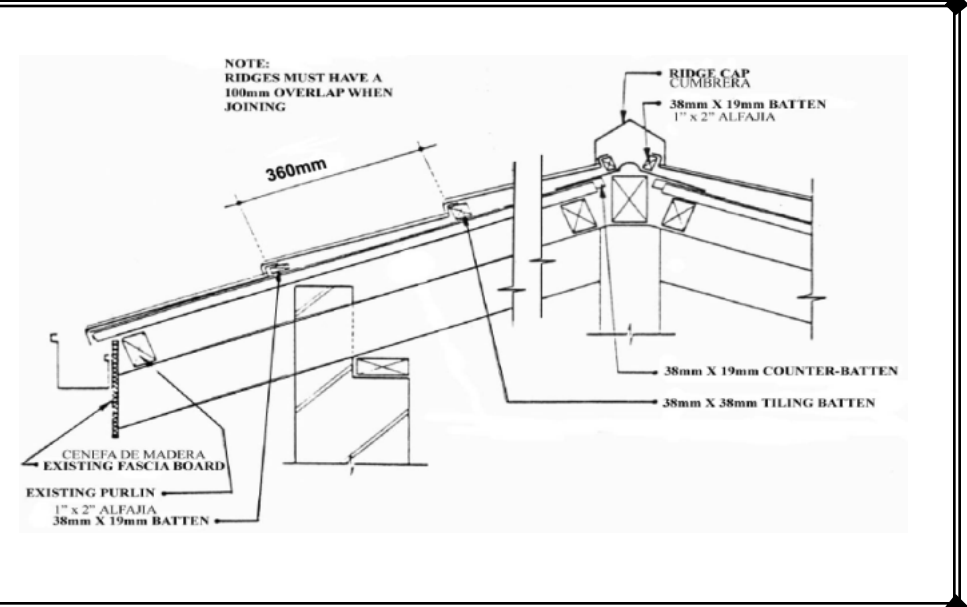 NOTE:
RIDGES MUST HAVE A
100mm OVERLAP WHEN
JOINING
RIDGE CAP
CUMBRERA
38mm X 19mm BATTEN
1” x 2” ALFAJIA
360mm
38mm X 19mm COUNTER-BATTEN
38mm X 38mm TILING BATTEN
CENEFA DE MADERA
EXISTING FASCIA BOARD
EXISTING PURLIN
1” x 2” ALFAJIA
38mm X 19mm BATTEN